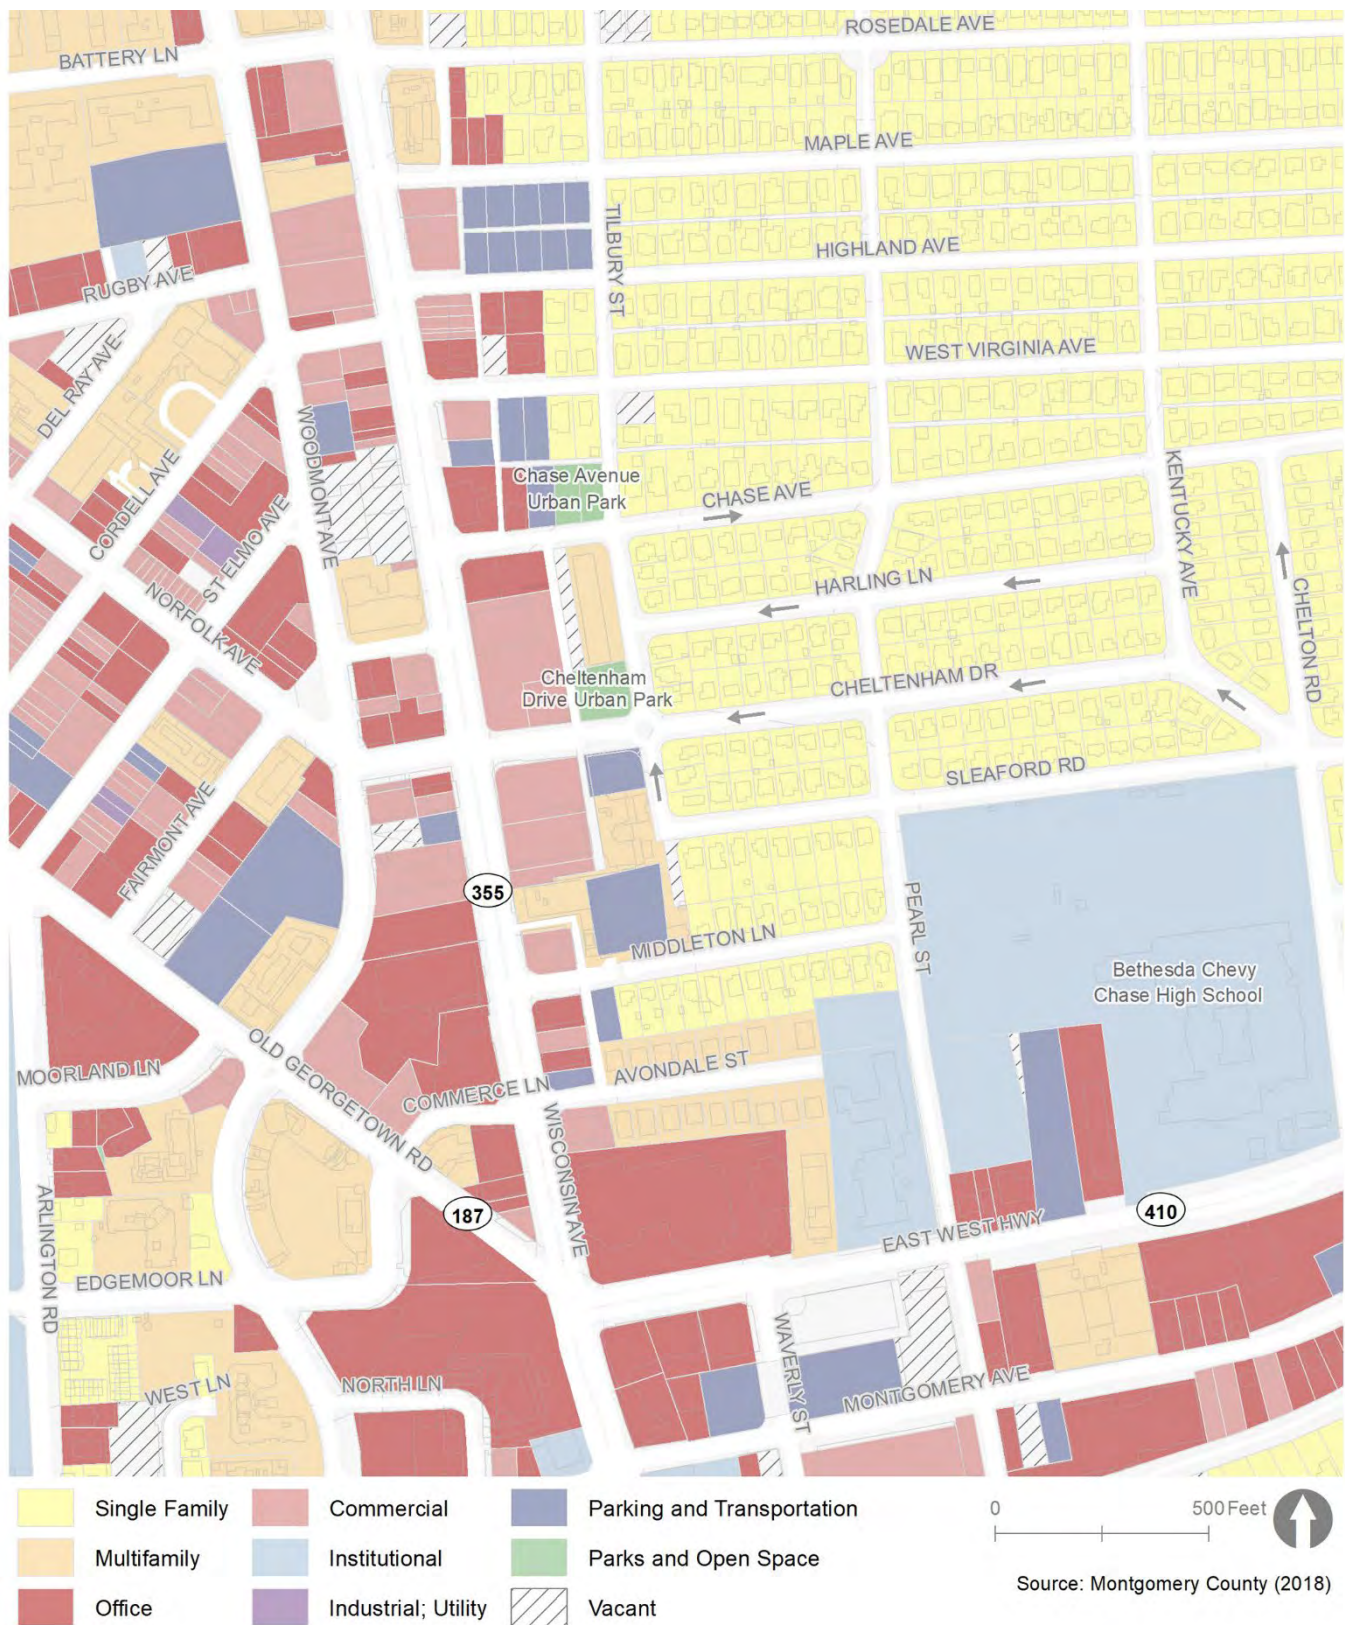 ROSEDALE AVE
BATTERY LN
MAPLE AVE
TILBURY ST
HIGHLAND AVE
RUGBY AVE
WEST VIRGINIA AVE
DEL RAY AVE
WOODMONT AVE
CORDELL AVE
Chase Avenue
Urban Park
CHASE AVE
KENTUCKY AVE
ST ELMO AVE
HARLING LN
NORFOLK AVE
CHELTON RD
Cheltenham
Drive Urban Park
CHELTENHAM DR
SLEAFORD RD
FAIRMONT AVE
355
PEARL ST
MIDDLETON LN
Bethesda Chevy
Chase High School
OLD GEORGETOWN RD
MOORLAND LN
AVONDALE ST
COMMERCE LN
WISCONSIN AVE
ARLINGTON RD
187
410
EAST WEST HWY
EDGEMOOR LN
WAVERLY ST
WEST LN
NORTH LN
MONTGOMERY AVE
Single Family
Commercial
Parking and Transportation
0 500 Feet
Multifamily
Institutional
Parks and Open Space
Source: Montgomery County (2018)
Office
Industrial; Utility
Vacant